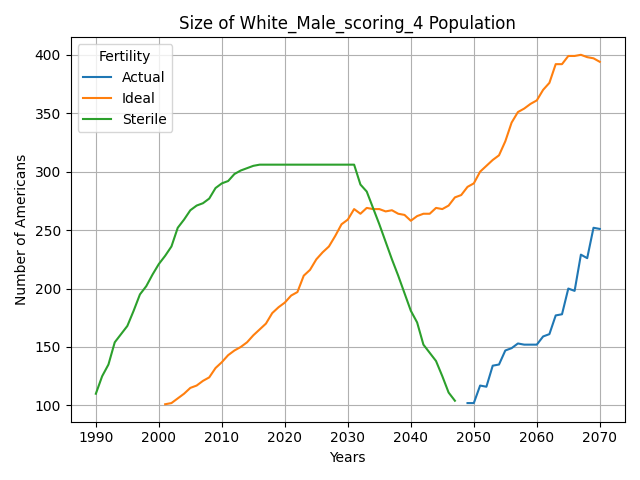 Size of White_Male_scoring_4 Population
Fertility
Actual
Ideal
Sterile
Number of Americans
400
350
300
250
200
150
100
1990 2000 2010 2020 2030 2040 2050 2060 2070
Years